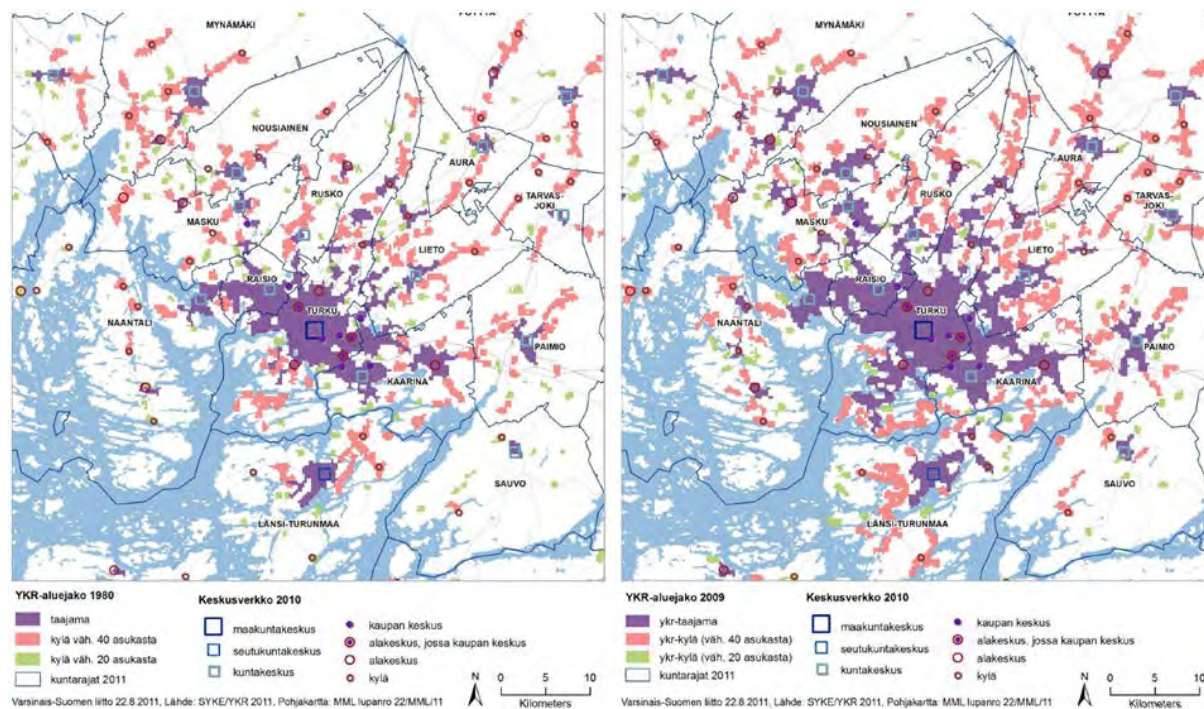 MYNÄMÄKI
NOUSIAINEN
AURA
RUSKO
TARVAS-
JOKI
MASKU
LIETO
RAISIO
TURKU
NAANTALI
PAIMIO
KAARINA
SAUVO
LÄNSI-TURUNMAA
YKR-aluejako 1980
taajama
kylä väh. 40 asukasta
kylä väh. 20 asukasta
kuntarajat 2011
Keskusverkko 2010
maakuntakeskus
seutukuntakeskus
kuntakeskus
kaupan keskus
alakeskus, jossa kaupan keskus
alakeskus
kylä
N
0 5 10
Kilometers
Varsinais-Suomen liitto 22.8.2011, Lähde: SYKE/YKR 2011, Pohjakartta: MML lupanro 22/MML/11
MYNÄMÄKI
NOUSIAINEN
AURA
RUSKO
TARVAS-
JOKI
MASKU
LIETO
RAISIO
TURKU
NAANTALI
PAIMIO
KAARINA
SAUVO
LÄNSI-TURUNMAA
YKR-aluejako 2009
ykr-taajama
ykr-kylä (väh. 40 asukasta)
ykr-kylä (väh. 20 asukasta)
kuntarajat 2011
Keskusverkko 2010
maakuntakeskus
seutukuntakeskus
kuntakeskus
kaupan keskus
alakeskus, jossa kaupan keskus
alakeskus
kylä
N
0 5 10
Kilometers
Varsinais-Suomen liitto 22.8.2011, Lähde: SYKE/YKR 2011, Pohjakartta: MML lupanro 22/MML/11